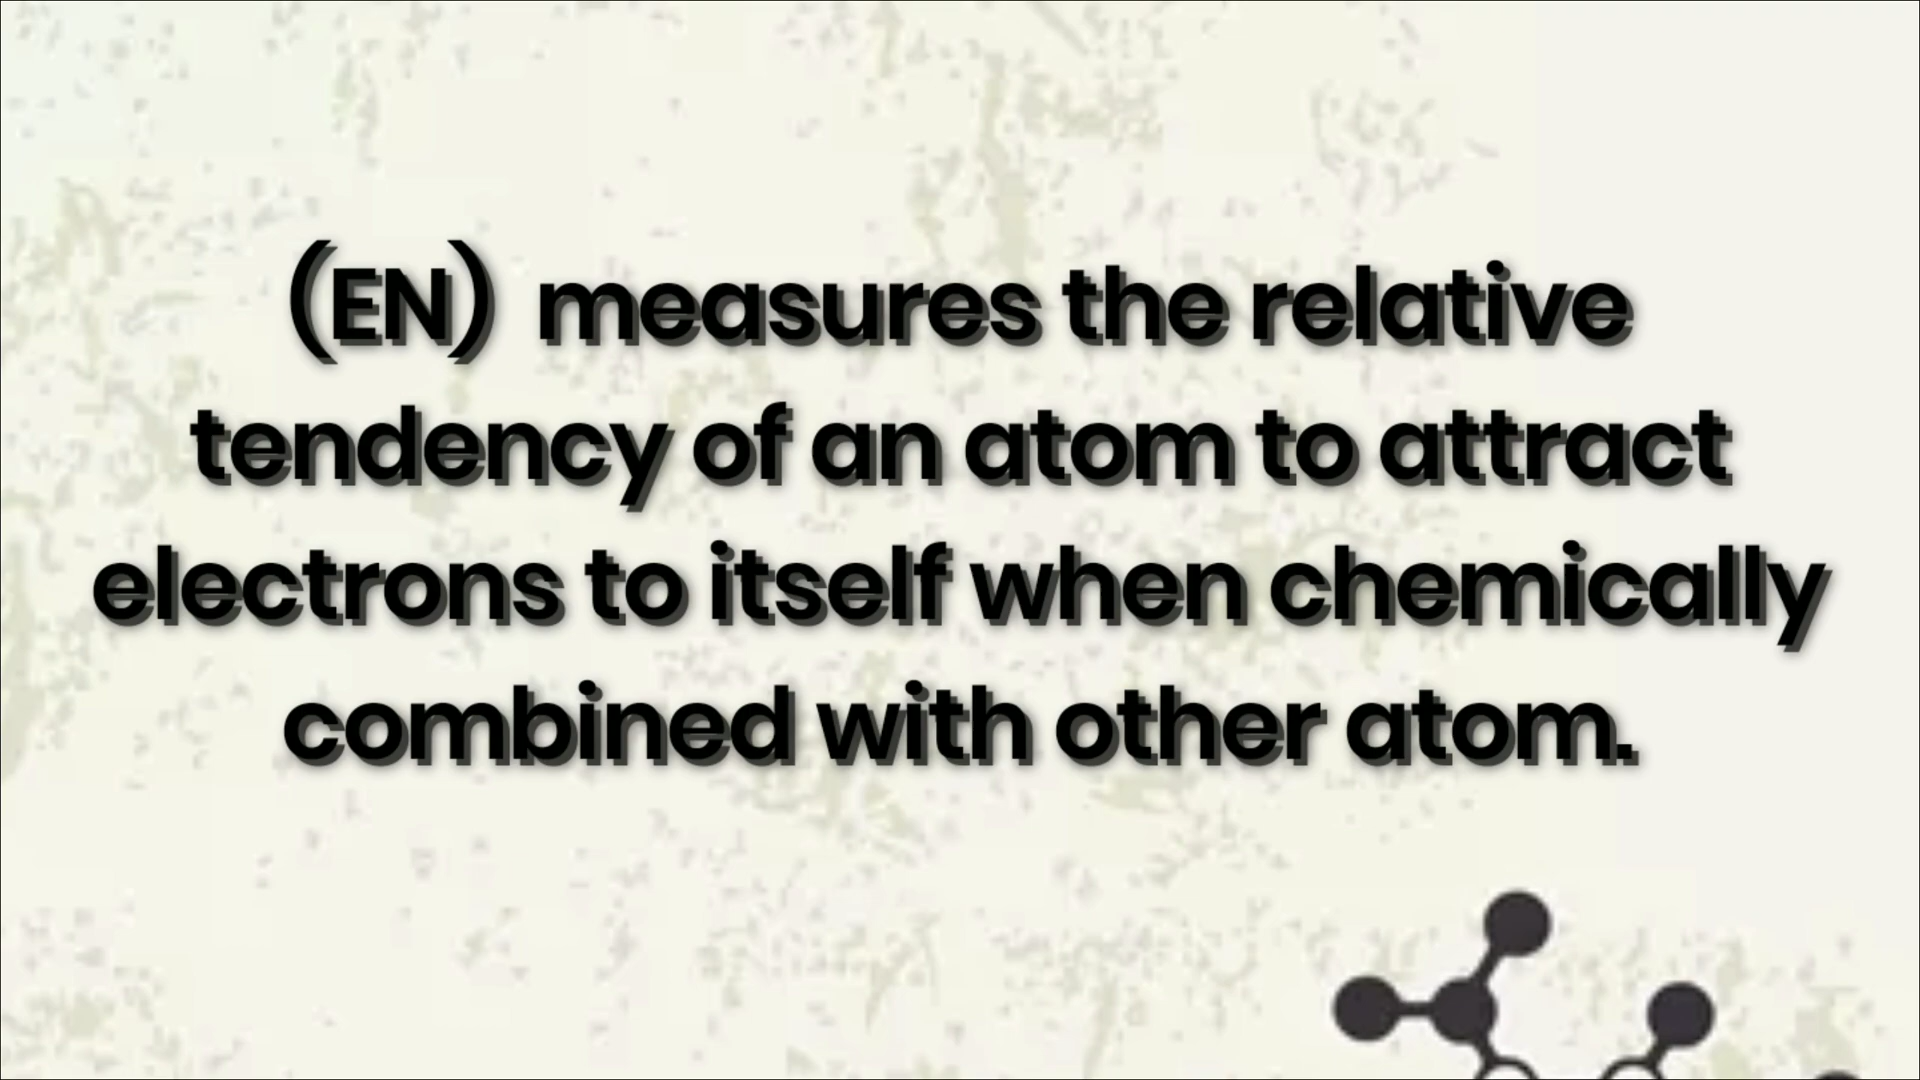 (EN) measures the relative
tendency of an atom to attract
electrons to itself when chemically
combined with other atom.